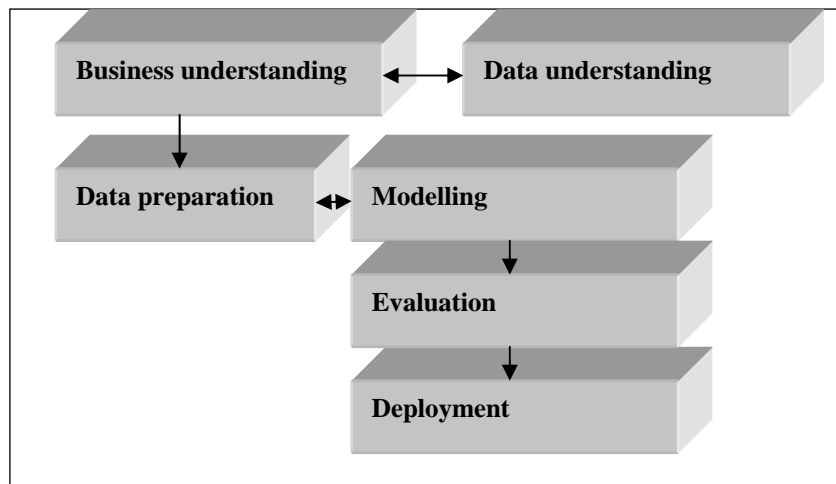 Business understanding
Data understanding
Data preparation
Modelling
Evaluation
Deployment